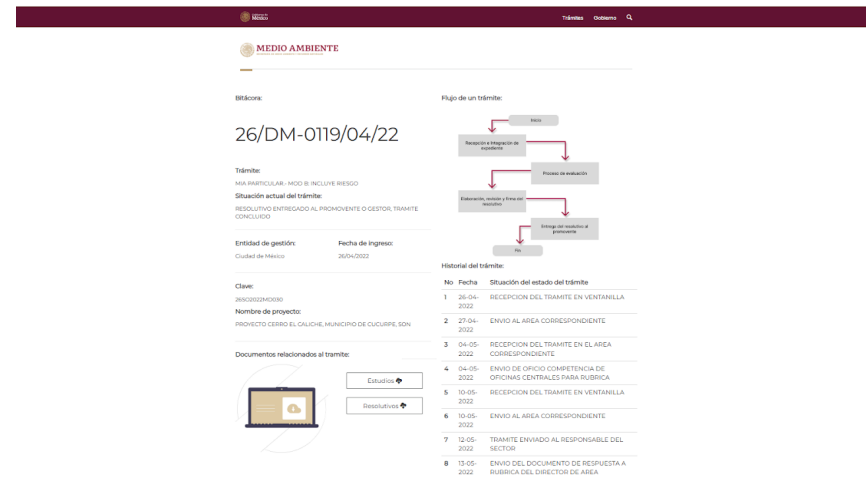 Gobierno de
México
Trámites Gobierno
MEDIO AMBIENTE
Bitácora:
26/DM-0119/04/22
Trámite:
MIA PARTICULAR.- MOD B: INCLUYE RIESGO
Situación actual del trámite:
RESOLUTIVO ENTREGADO AL PROMOVENTE O GESTOR, TRAMITE
CONCLUIDO
Entidad de gestión: Fecha de ingreso:
Ciudad de México 26/04/2022
Clave:
26SO2022MD030
Nombre de proyecto:
PROYECTO CERRO EL CALICHE, MUNICIPIO DE CUCURPE, SON
Documentos relacionados al tramite:
Estudios
Resolutivos
Flujo de un trámite:
Inicio
Recepción e integración de
expediente
Proceso de evaluación
Elaboración, revisión y firma del
resolutivo
Entrega del resolutivo al
promovente
Fin
Historial del trámite:
No Fecha Situación del estado del trámite
1 26-04-2022 RECEPCION DEL TRAMITE EN VENTANILLA
2 27-04-2022 ENVIO AL AREA CORRESPONDIENTE
3 04-05-2022 RECEPCION DEL TRAMITE EN EL AREA
CORRESPONDIENTE
4 04-05-2022 ENVIO DE OFICIO COMPETENCIA DE
OFICINAS CENTRALES PARA RUBRICA
5 10-05-2022 RECEPCION DEL TRAMITE EN VENTANILLA
6 10-05-2022 ENVIO AL AREA CORRESPONDIENTE
7 12-05-2022 TRAMITE ENVIADO AL RESPONSABLE DEL
SECTOR
8 13-05-2022 ENVIO DEL DOCUMENTO DE RESPUESTA A
RUBRICA DEL DIRECTOR DE AREA